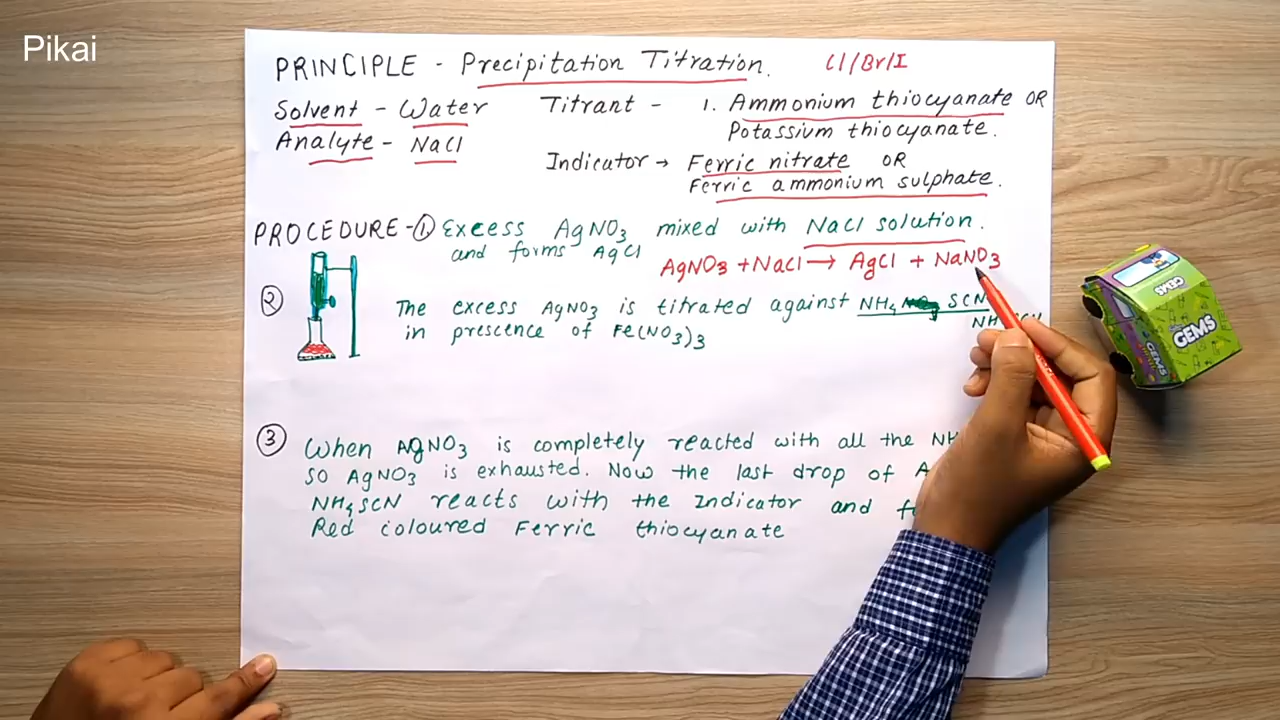 Pikai
PRINCIPLE - Precipitation Titration. Cl/Br/I
Solvent - Water Titrant - 1. Ammonium thiocyanate OR
Analyte - NaCl Potassium thiocyanate.
Indicator → Ferric nitrate OR
Ferric ammonium sulphate.
PROCEDURE - ① Excess AgNO3 mixed with NaCl solution.
and forms AgCl
AgNO3 + NaCl → AgCl + NaNO3
② The excess AgNO3 is titrated against NH4 SCN
in prescence of Fe(NO3)3
③ When AgNO3 is completely reacted with all the NH
so AgNO3 is exhausted. Now the last drop of A
NH4SCN reacts with the Indicator and f
Red coloured Ferric thiocyanate
GEMS
GEMS
GEMS